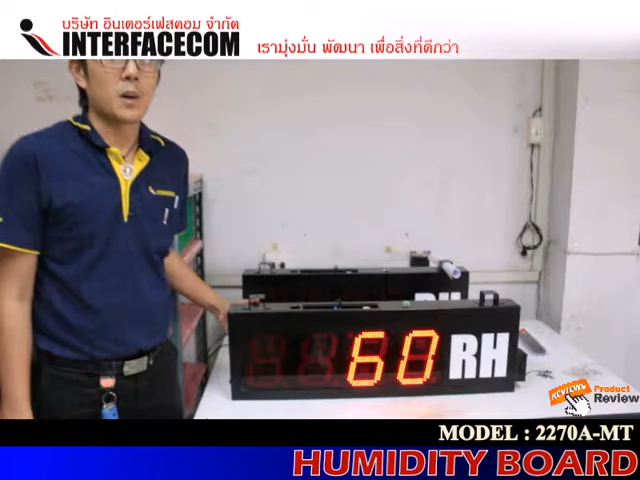 บริษัท อินเตอร์เฟสคอม จำกัด
INTERFACECOM
เรามุ่งมั่น พัฒนา เพื่อสิ่งที่ดีกว่า
RH
60 RH
REVIEW
Product
Review
MODEL : 2270A-MT
HUMIDITY BOARD